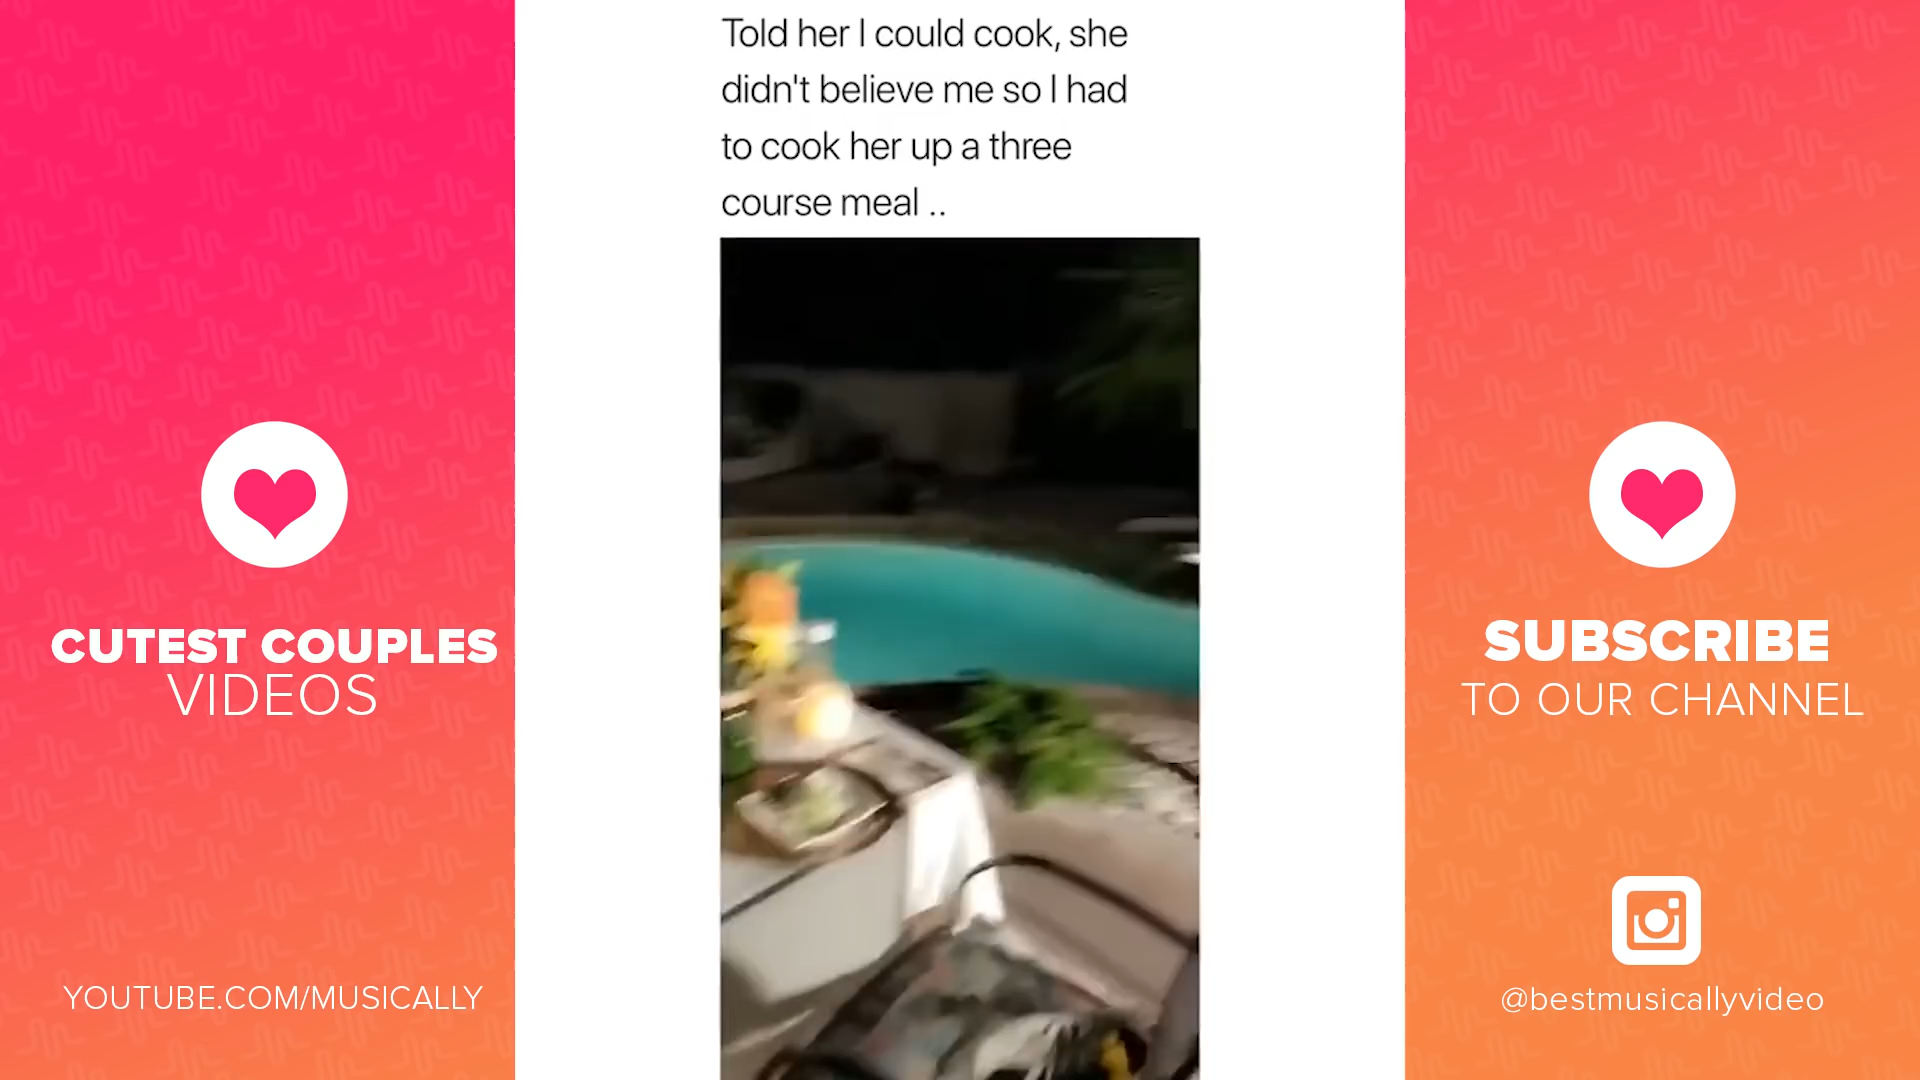 Told her I could cook, she
didn't believe me so I had
to cook her up a three
course meal ..
CUTEST COUPLES
VIDEOS
YOUTUBE.COM/MUSICALLY
SUBSCRIBE
TO OUR CHANNEL
@bestmusicallyvideo